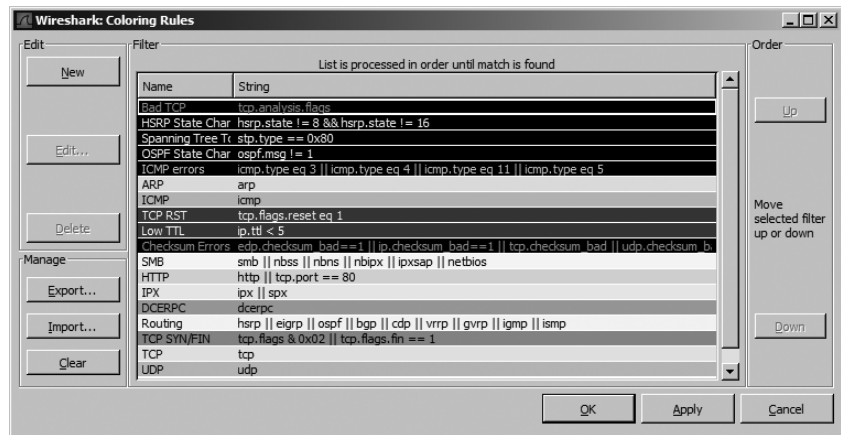 Wireshark: Coloring Rules
Edit
New
Edit...
Delete
Manage
Export...
Import...
Clear
Filter
List is processed in order until match is found
Name String
Bad TCP tcp.analysis.flags
HSRP State Char hsrp.state != 8 && hsrp.state != 16
Spanning Tree To stp.type == 0x80
OSPF State Char ospf.msg != 1
ICMP errors icmp.type eq 3 || icmp.type eq 4 || icmp.type eq 11 || icmp.type eq 5
ARP arp
ICMP icmp
TCP RST tcp.flags.reset eq 1
Low TTL ip.ttl < 5
Checksum Errors edp.checksum_bad==1 || ip.checksum_bad==1 || tcp.checksum_bad || udp.checksum_b
SMB smb || nbss || nbns || nbipx || ipxsap || netbios
HTTP http || tcp.port == 80
IPX ipx || spx
DCERPC dcerpc
Routing hsrp || eigrp || ospf || bgp || cdp || vrrp || gvrp || igmp || ismp
TCP SYN/FIN tcp.flags & 0x02 || tcp.flags.fin == 1
TCP tcp
UDP udp
Order
Up
Move
selected filter
up or down
Down
OK
Apply
Cancel